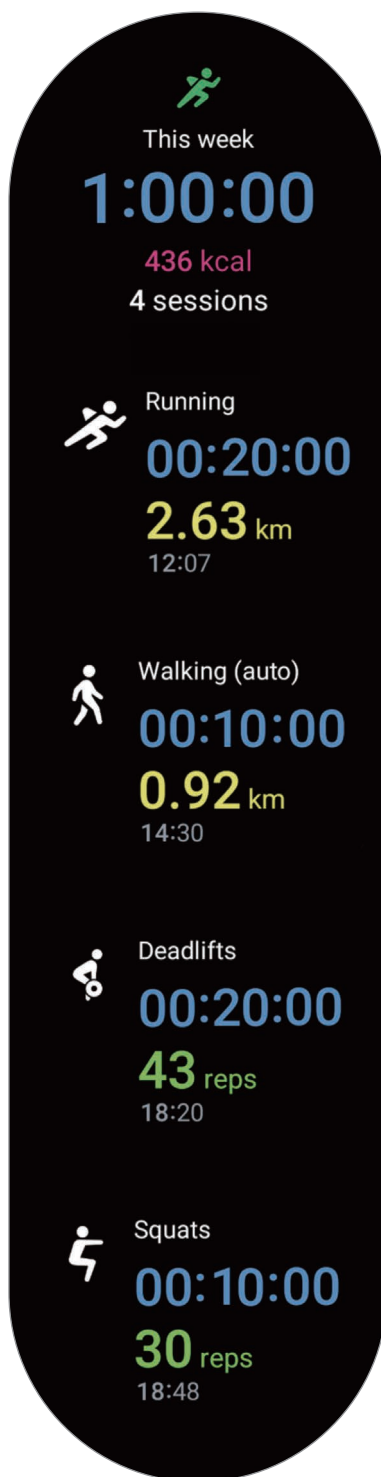 This week
1:00:00
436 kcal
4 sessions
Running
00:20:00
2.63 km
12:07
Walking (auto)
00:10:00
0.92 km
14:30
Deadlifts
00:20:00
43 reps
18:20
Squats
00:10:00
30 reps
18:48